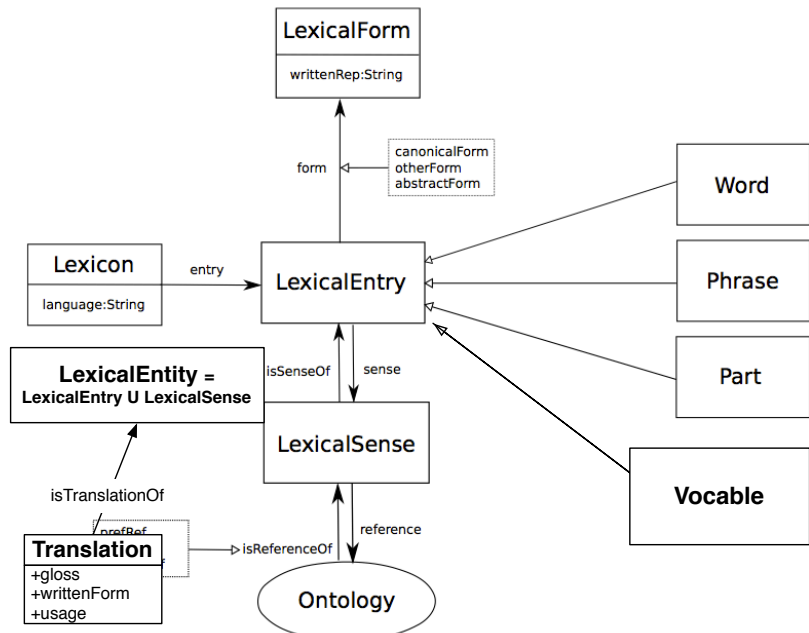 LexicalForm
writtenRep:String
form
canonicalForm
otherForm
abstractForm
Word
Lexicon
language:String
entry
LexicalEntry
Phrase
LexicalEntity =
LexicalEntry U LexicalSense
isSenseOf
sense
Part
LexicalSense
Vocable
isTranslationOf
reference
isReferenceOf
prefRef
Translation
+gloss
+writtenForm
+usage
Ontology